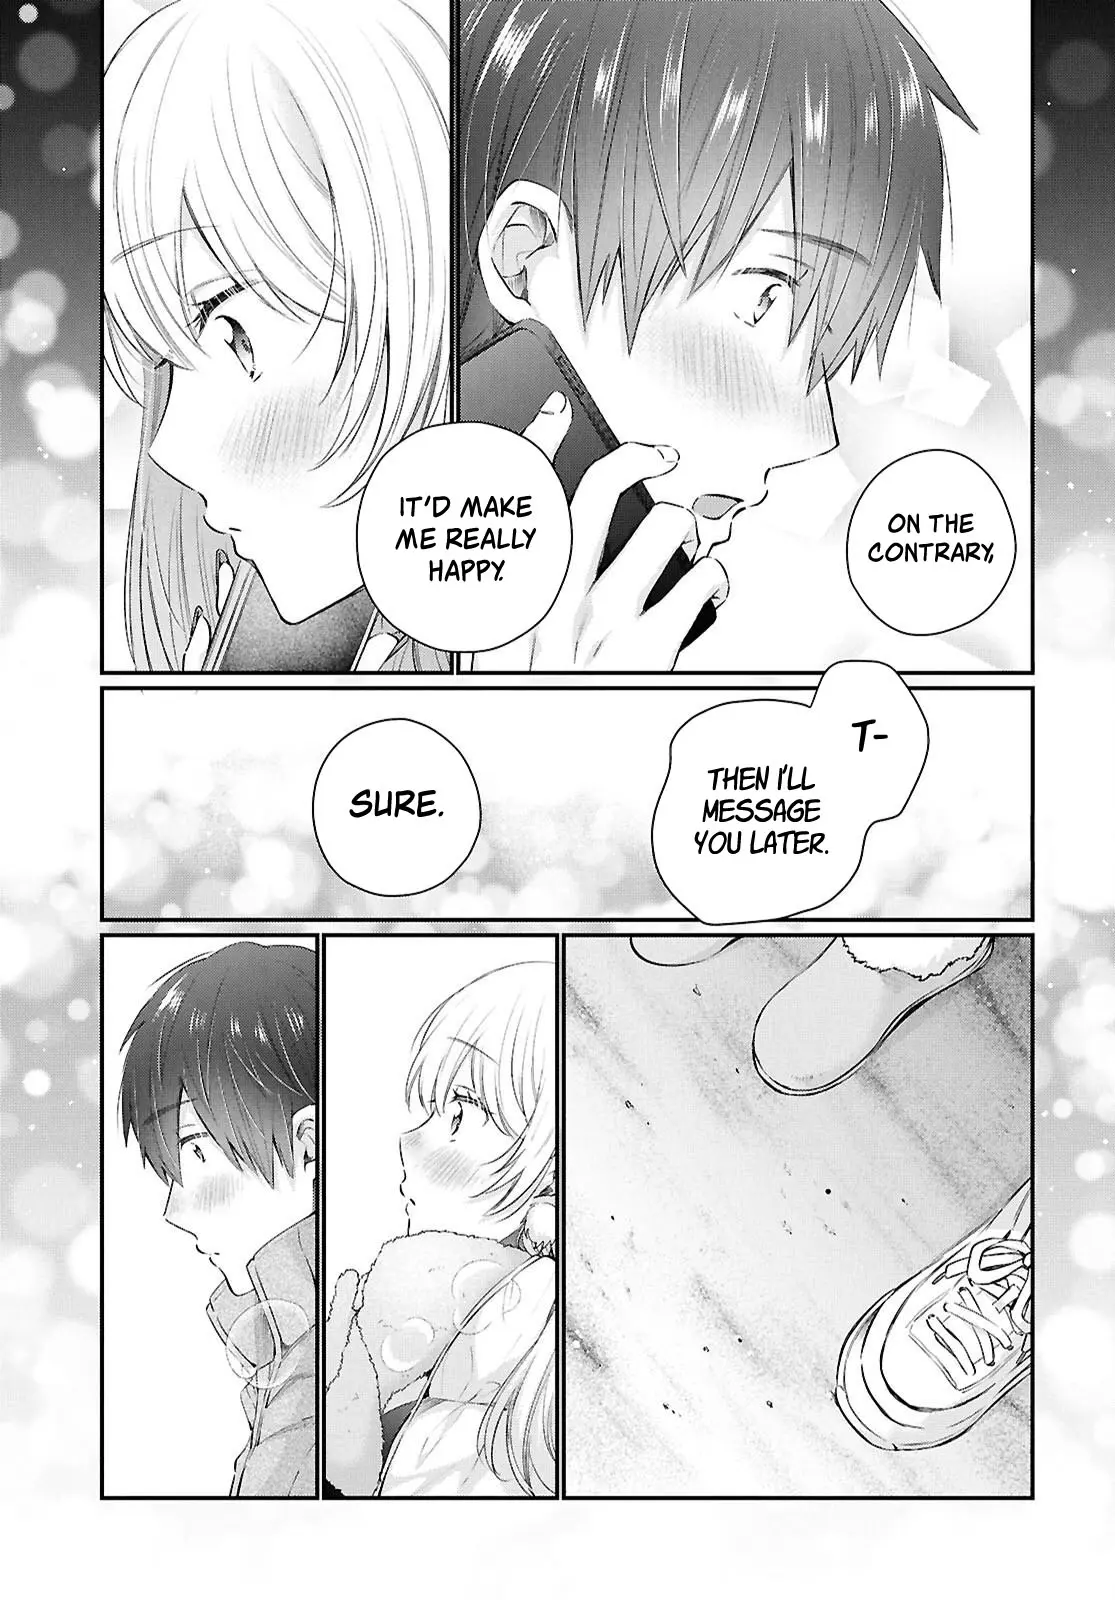 ON THE
CONTRARY,
IT'D MAKE
ME REALLY
HAPPY.
T-
THEN I'LL
MESSAGE
YOU LATER.
SURE.